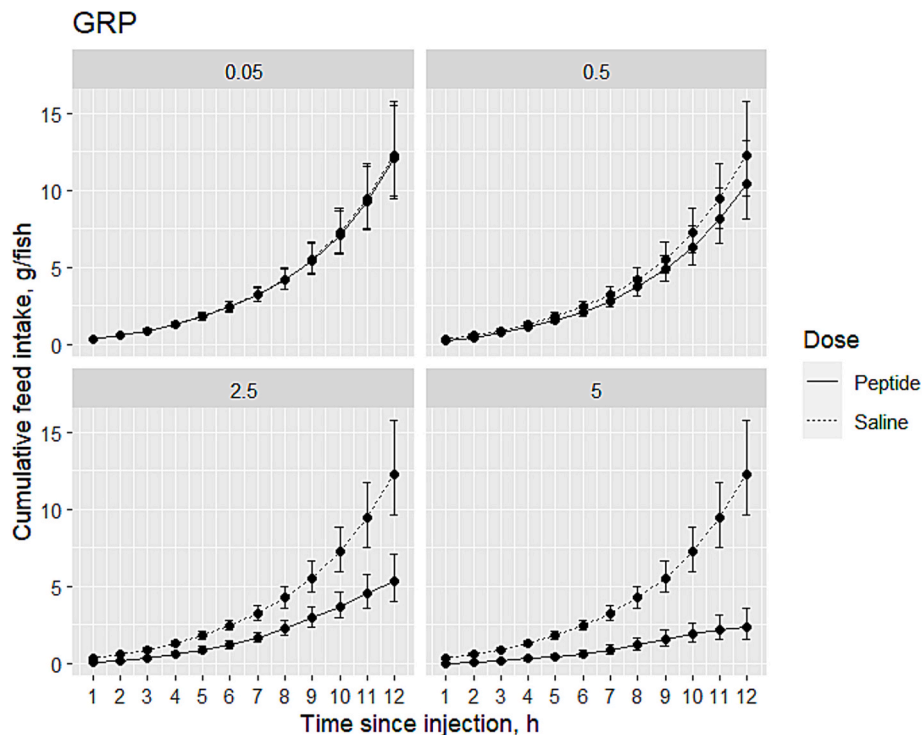 GRP
0.05
0.5
15
10
5
0
2.5
5
15
10
5
0
1 2 3 4 5 6 7 8 9 10 11 12
1 2 3 4 5 6 7 8 9 10 11 12
Time since injection, h
Cumulative feed intake, g/fish
Dose
Peptide
Saline